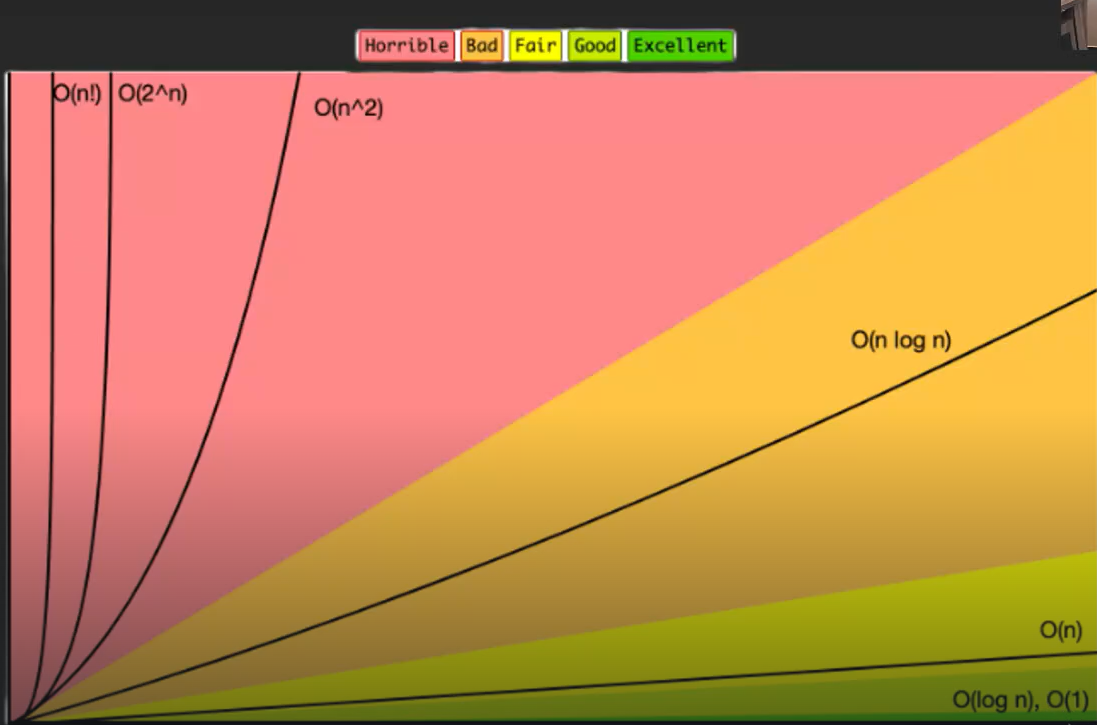 Horrible Bad Fair Good Excellent
O(n!) O(2^n)
O(n^2)
O(n log n)
O(n)
O(log n), O(1)